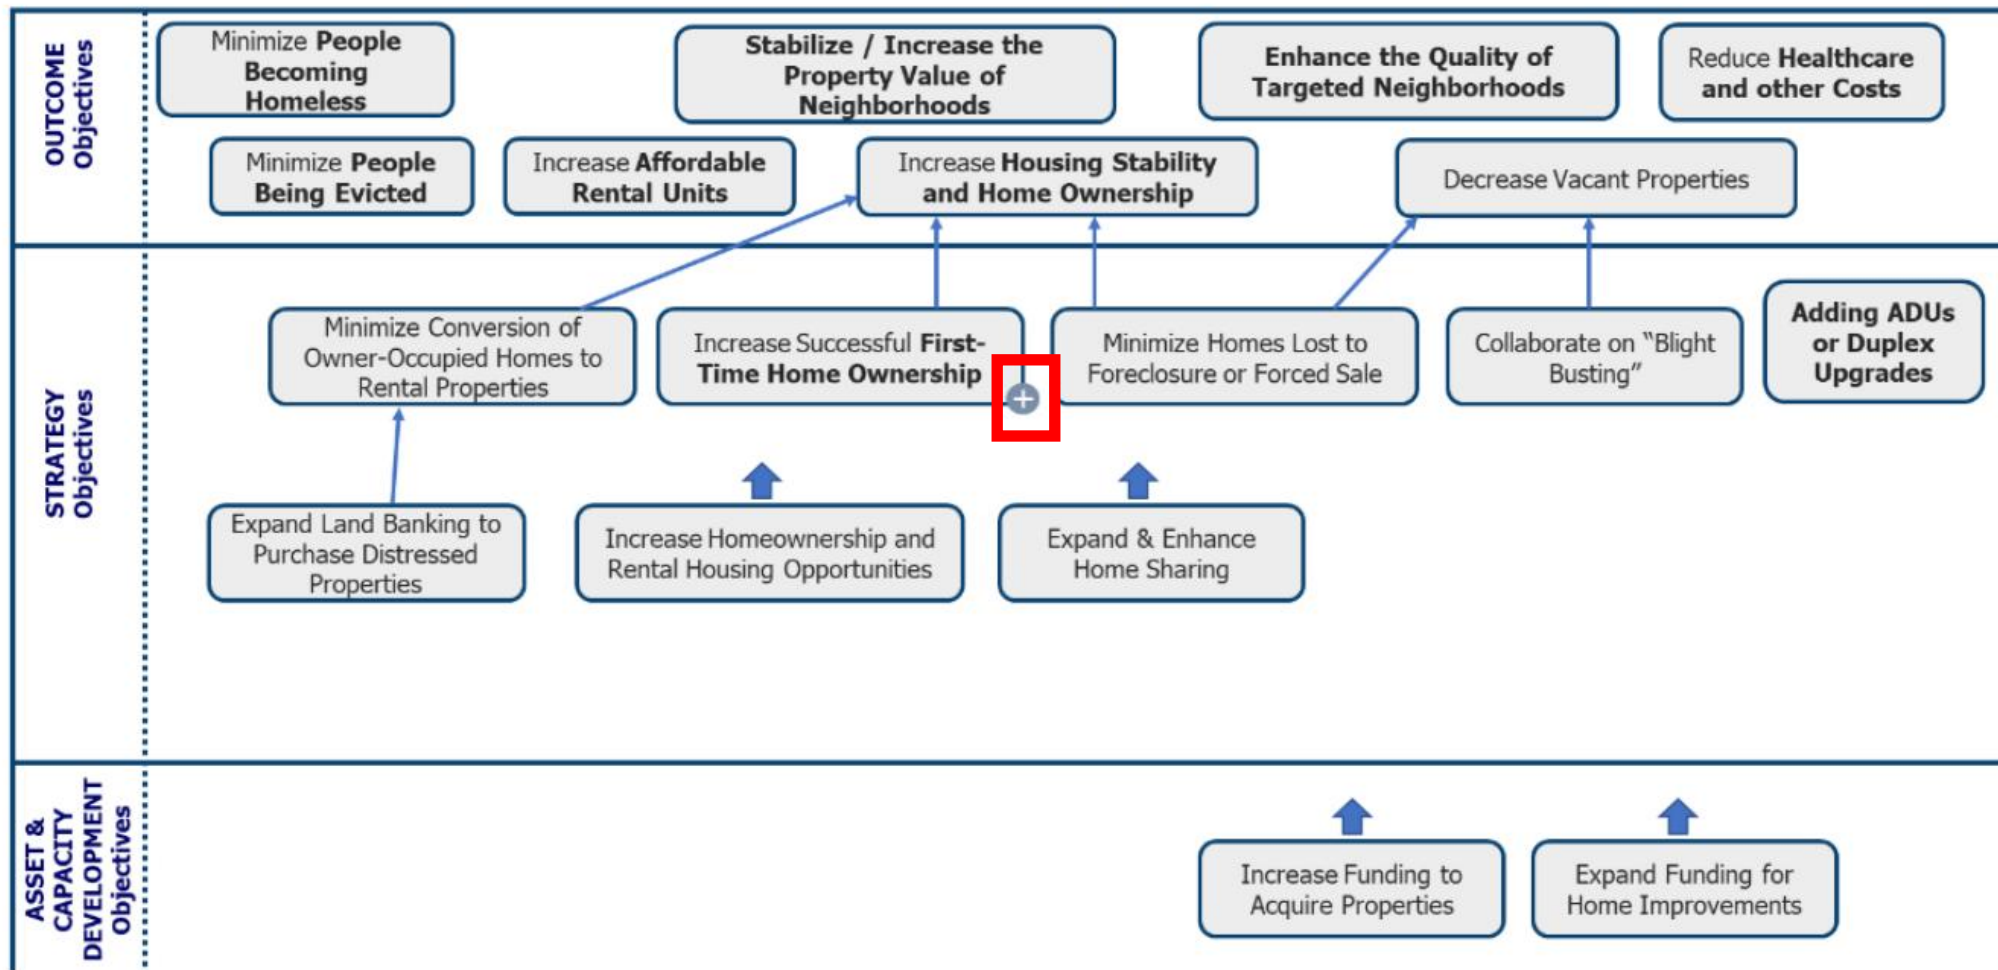 OUTCOME
Objectives
Minimize People
Becoming
Homeless
Stabilize / Increase the
Property Value of
Neighborhoods
Enhance the Quality of
Targeted Neighborhoods
Reduce Healthcare
and other Costs
Minimize People
Being Evicted
Increase Affordable
Rental Units
Increase Housing Stability
and Home Ownership
Decrease Vacant Properties
STRATEGY
Objectives
Minimize Conversion of
Owner-Occupied Homes to
Rental Properties
Increase Successful First-
Time Home Ownership
Minimize Homes Lost to
Foreclosure or Forced Sale
Collaborate on “Blight
Busting”
Adding ADUs
or Duplex
Upgrades
Expand Land Banking to
Purchase Distressed
Properties
Increase Homeownership and
Rental Housing Opportunities
Expand & Enhance
Home Sharing
ASSET &
CAPACITY
DEVELOPMENT
Objectives
Increase Funding to
Acquire Properties
Expand Funding for
Home Improvements